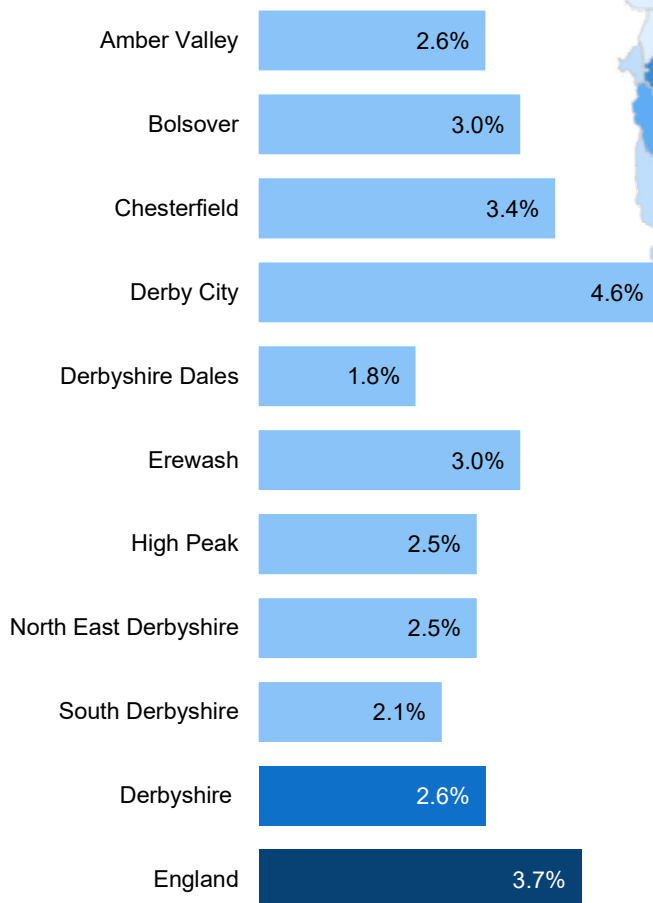 Amber Valley 2.6%
Bolsover 3.0%
Chesterfield 3.4%
Derby City 4.6%
Derbyshire Dales 1.8%
Erewash 3.0%
High Peak 2.5%
North East Derbyshire 2.5%
South Derbyshire 2.1%
Derbyshire 2.6%
England 3.7%